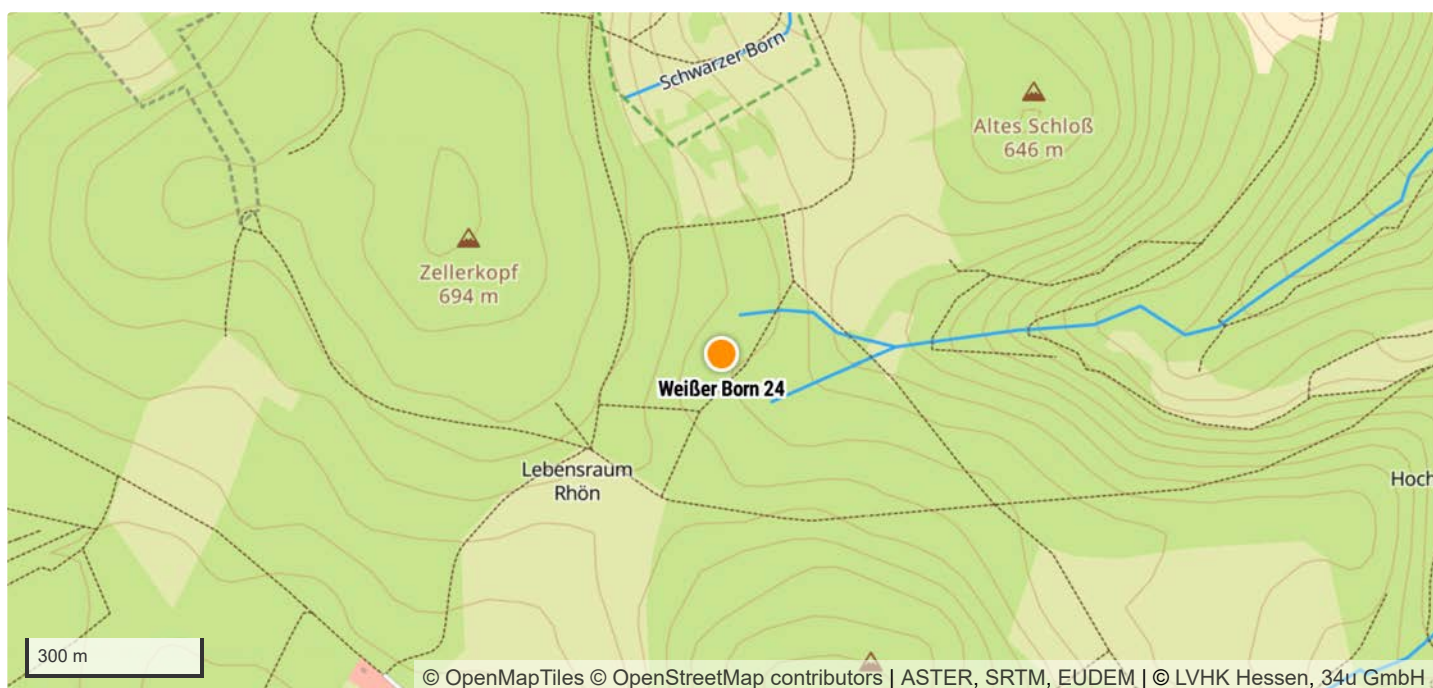 Schwarzer Born
Altes Schloß
646 m
Zellerkopf
694 m
Weißer Born 24
Lebensraum
Rhön
Hoch
300 m
© OpenMapTiles © OpenStreetMap contributors | ASTER, SRTM, EUDEM | © LVHK Hessen, 34u GmbH